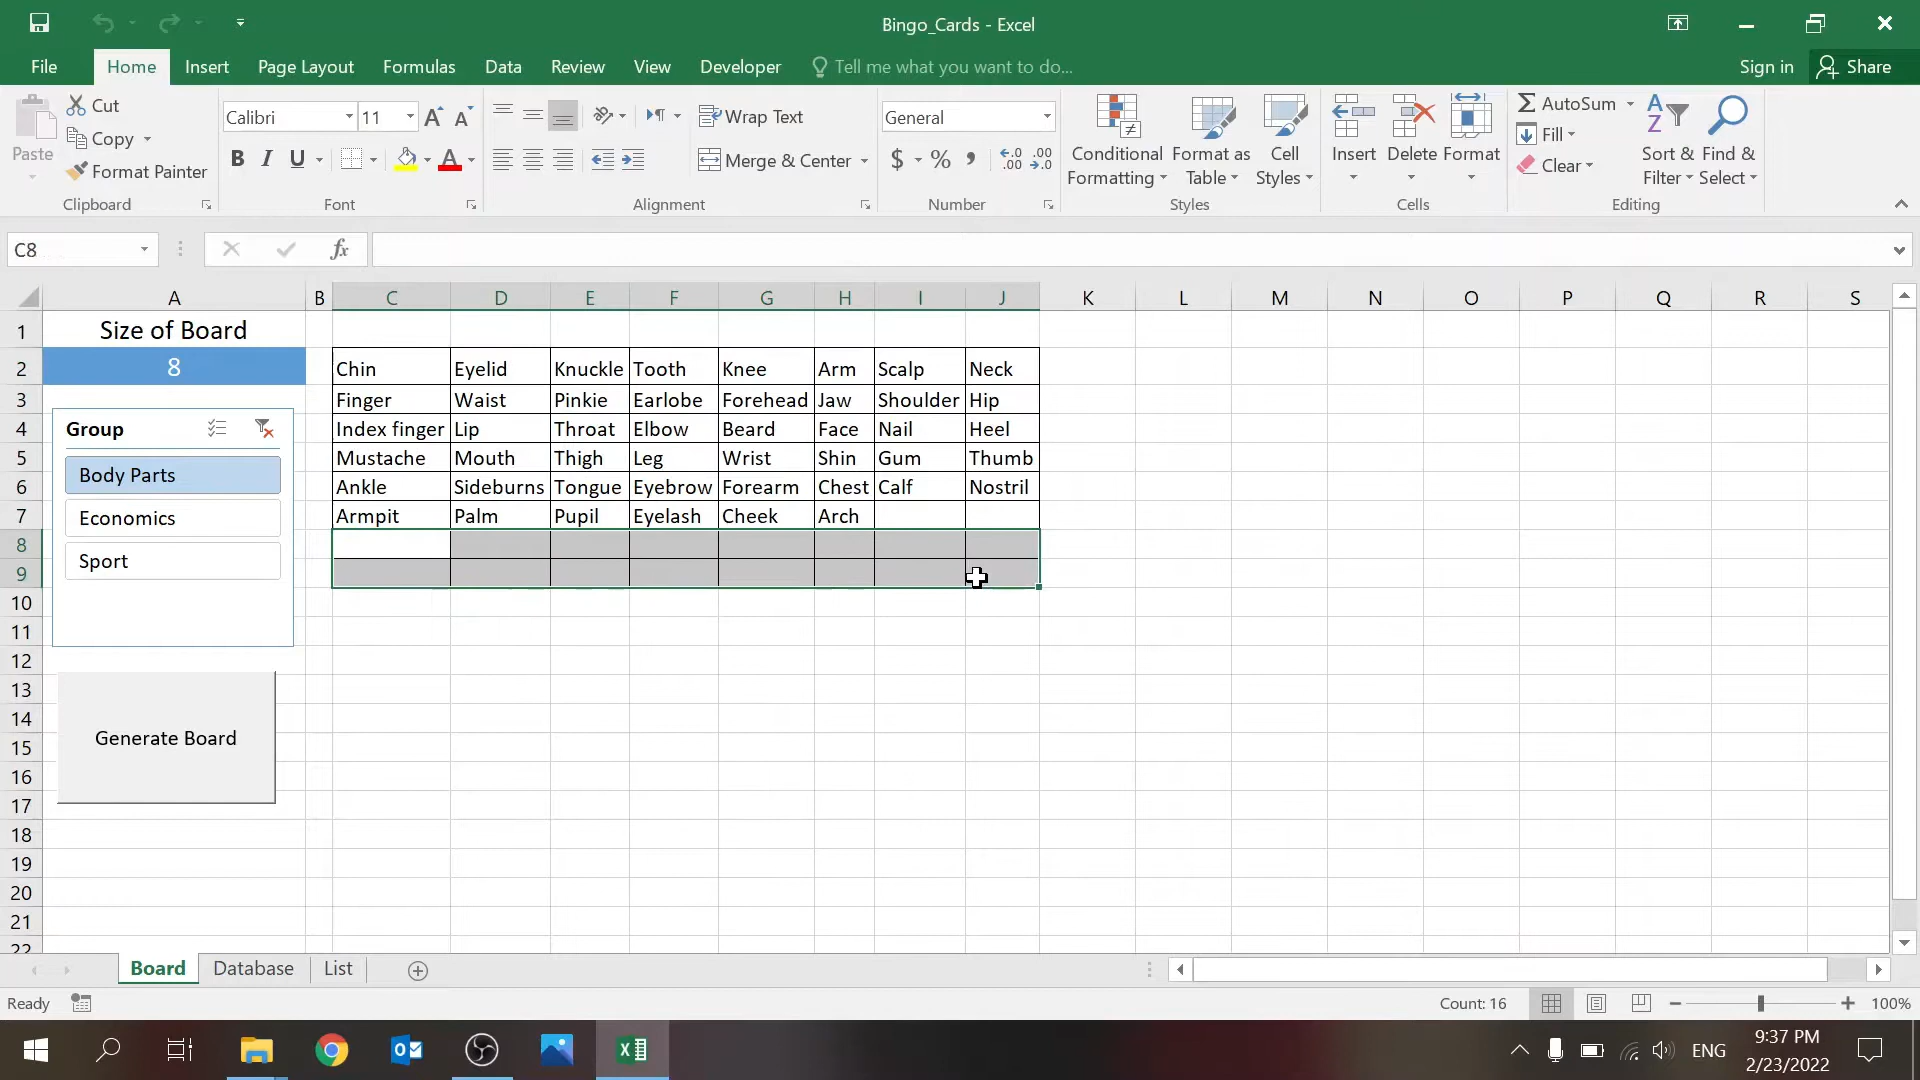 Bingo_Cards - Excel
File Home Insert Page Layout Formulas Data Review View Developer Tell me what you want to do... Sign in Share
Paste
Cut
Copy
Format Painter
Clipboard
Calibri 11
B I U A
Font
Wrap Text
Merge & Center
Alignment
General
$ % , .0 .00 .00 .0
Number
Conditional Formatting
Format as Table
Cell Styles
Styles
Insert Delete Format
Cells
AutoSum
Fill
Clear
Sort & Filter
Find & Select
Editing
C8 fx
A B C D E F G H I J K L M N O P Q R S
1 Size of Board
2 8 Chin Eyelid Knuckle Tooth Knee Arm Scalp Neck
3 Finger Waist Pinkie Earlobe Forehead Jaw Shoulder Hip
4 Index finger Lip Throat Elbow Beard Face Nail Heel
5 Mustache Mouth Thigh Leg Wrist Shin Gum Thumb
6 Ankle Sideburns Tongue Eyebrow Forearm Chest Calf Nostril
7 Armpit Palm Pupil Eyelash Cheek Arch
8
9
10
11
12
13
14
15
16
17
18
19
20
21
22
Group
Body Parts
Economics
Sport
Generate Board
Board Database List
Ready Count: 16 100%
ENG 9:37 PM
2/23/2022